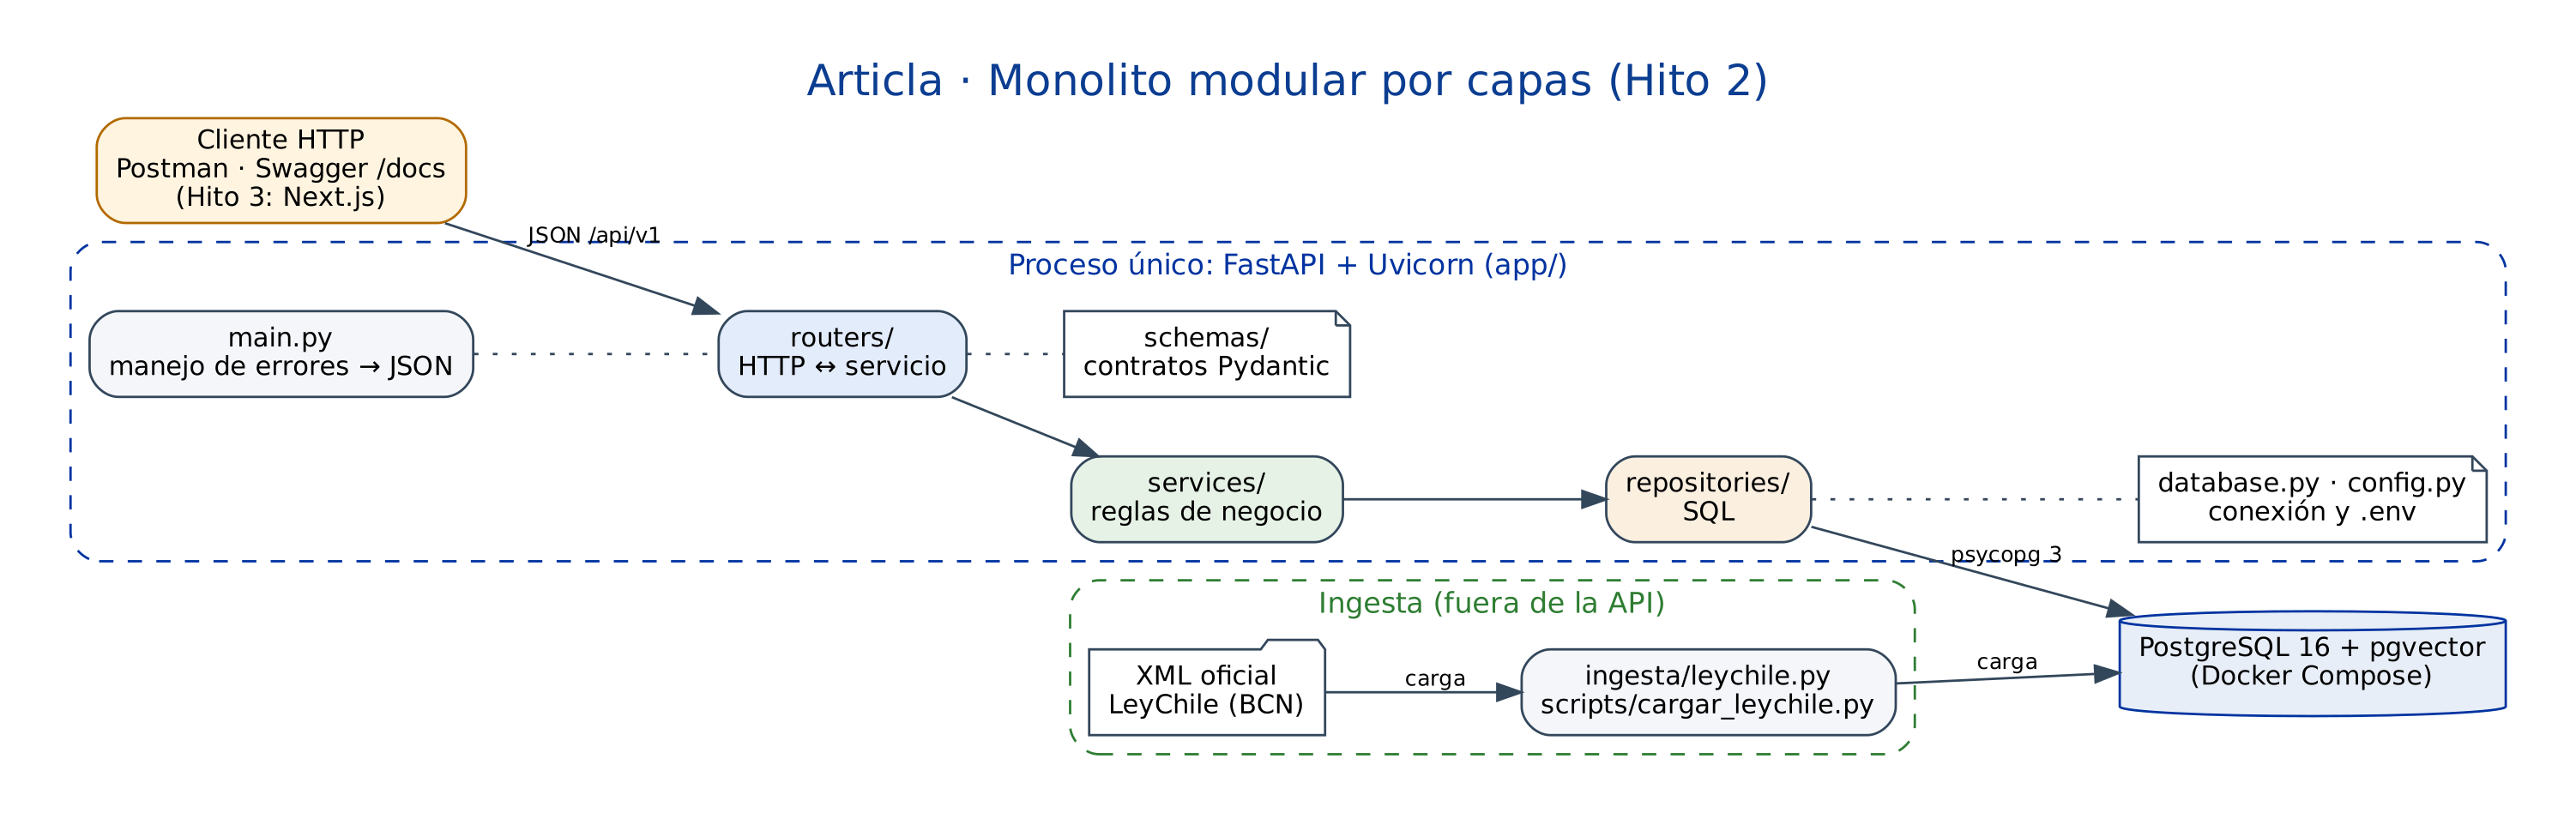 Articla · Monolito modular por capas (Hito 2)
Cliente HTTP
Postman · Swagger /docs
(Hito 3: Next.js)
JSON /api/v1
Proceso único: FastAPI + Uvicorn (app/)
main.py
manejo de errores → JSON
routers/
HTTP ↔ servicio
schemas/
contratos Pydantic
services/
reglas de negocio
repositories/
SQL
database.py · config.py
conexión y .env
psycopg 3
Ingesta (fuera de la API)
XML oficial
LeyChile (BCN)
carga
ingesta/leychile.py
scripts/cargar_leychile.py
carga
PostgreSQL 16 + pgvector
(Docker Compose)